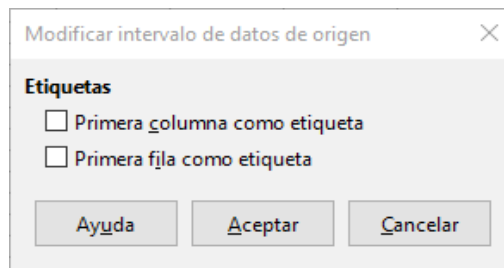 Modificar intervalo de datos de origen
Etiquetas
Primera columna como etiqueta
Primera fila como etiqueta
Ayuda Aceptar Cancelar